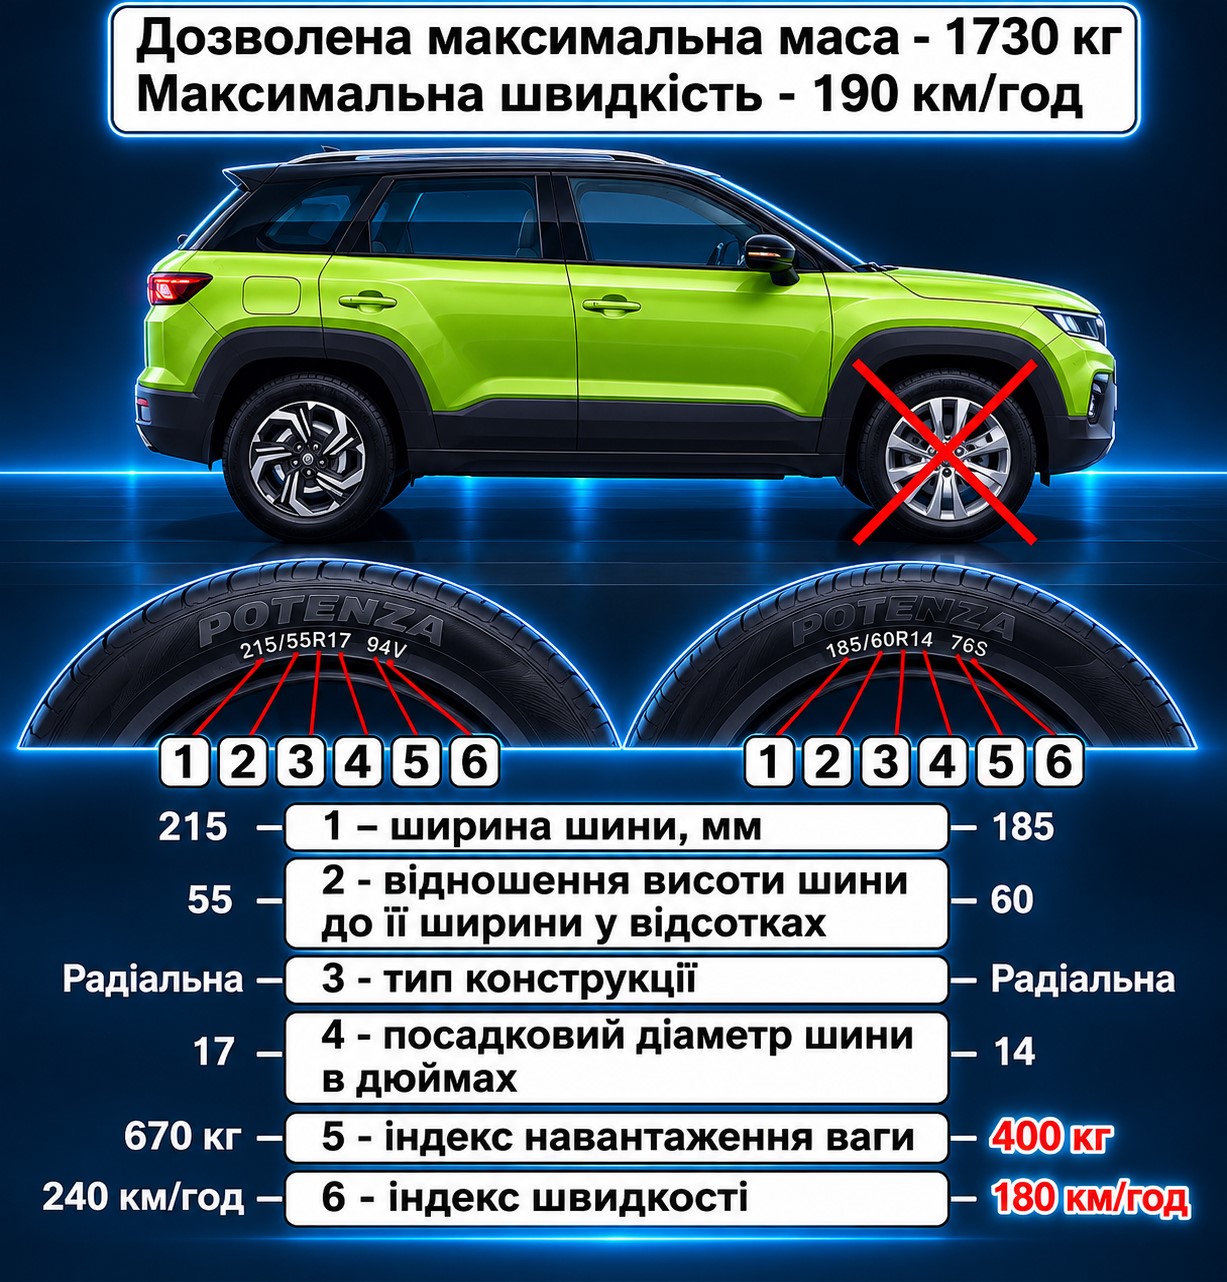 Дозволена максимальна маса - 1730 кг
Максимальна швидкість - 190 км/год
POTENZA
215/55R17 94V
POTENZA
185/60R14 76S
1 2 3 4 5 6
1 2 3 4 5 6
215 – 1 – ширина шини, мм – 185
55 – 2 - відношення висоти шини
до її ширини у відсотках – 60
Радіальна – 3 - тип конструкції – Радіальна
17 – 4 - посадковий діаметр шини
в дюймах – 14
670 кг – 5 - індекс навантаження ваги – 400 кг
240 км/год – 6 - індекс швидкості – 180 км/год